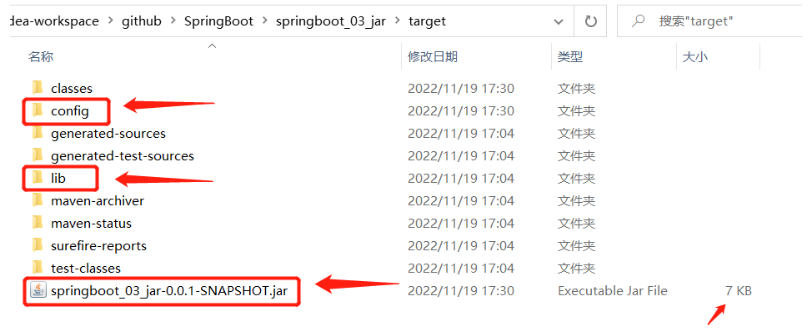 dea-workspace > github > SpringBoot > springboot_03_jar > target 搜索"target"
名称 修改日期 类型 大小
classes 2022/11/19 17:30 文件夹
config 2022/11/19 17:30 文件夹
generated-sources 2022/11/19 17:04 文件夹
generated-test-sources 2022/11/19 17:04 文件夹
lib 2022/11/19 17:04 文件夹
maven-archiver 2022/11/19 17:04 文件夹
maven-status 2022/11/19 17:04 文件夹
surefire-reports 2022/11/19 17:04 文件夹
test-classes 2022/11/19 17:04 文件夹
springboot_03_jar-0.0.1-SNAPSHOT.jar 2022/11/19 17:30 Executable Jar File 7 KB